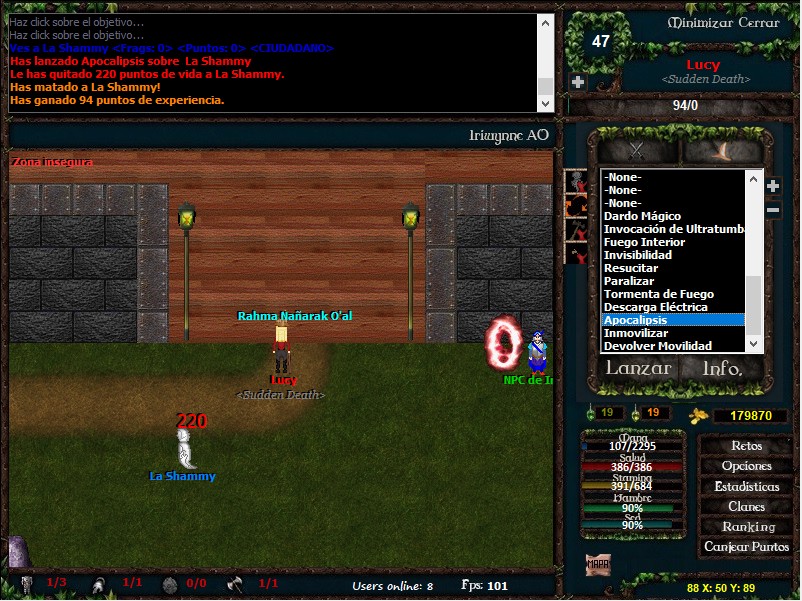 Haz click sobre el objetivo...
Haz click sobre el objetivo...
Ves a La Shammy <Frags: 0> <Puntos: 0> <CIUDADANO>
Has lanzado Apocalipsis sobre La Shammy
Le has quitado 220 puntos de vida a La Shammy.
Has matado a La Shammy!
Has ganado 94 puntos de experiencia.
47
Minimizar Cerrar
Lucy
<Sudden Death>
94/0
Iriwynne AO
Zona insegura
Rahma Nañarak O'al
Lucy
<Sudden Death>
NPC de In
220
La Shammy
-None-
-None-
-None-
Dardo Mágico
Invocación de Ultratumba
Fuego Interior
Invisibilidad
Resucitar
Paralizar
Tormenta de Fuego
Descarga Eléctrica
Apocalipsis
Inmovilizar
Devolver Movilidad
Lanzar Info.
19 19 179870
Mana
107/2295
Salud
386/386
Stamina
391/684
Hambre
90%
Sed
90%
Retos
Opciones
Estadisticas
Clanes
Ranking
Canjear Puntos
MAPA
1/3 1/1 0/0 1/1 Users online: 8 Fps: 101
88 X: 50 Y: 89